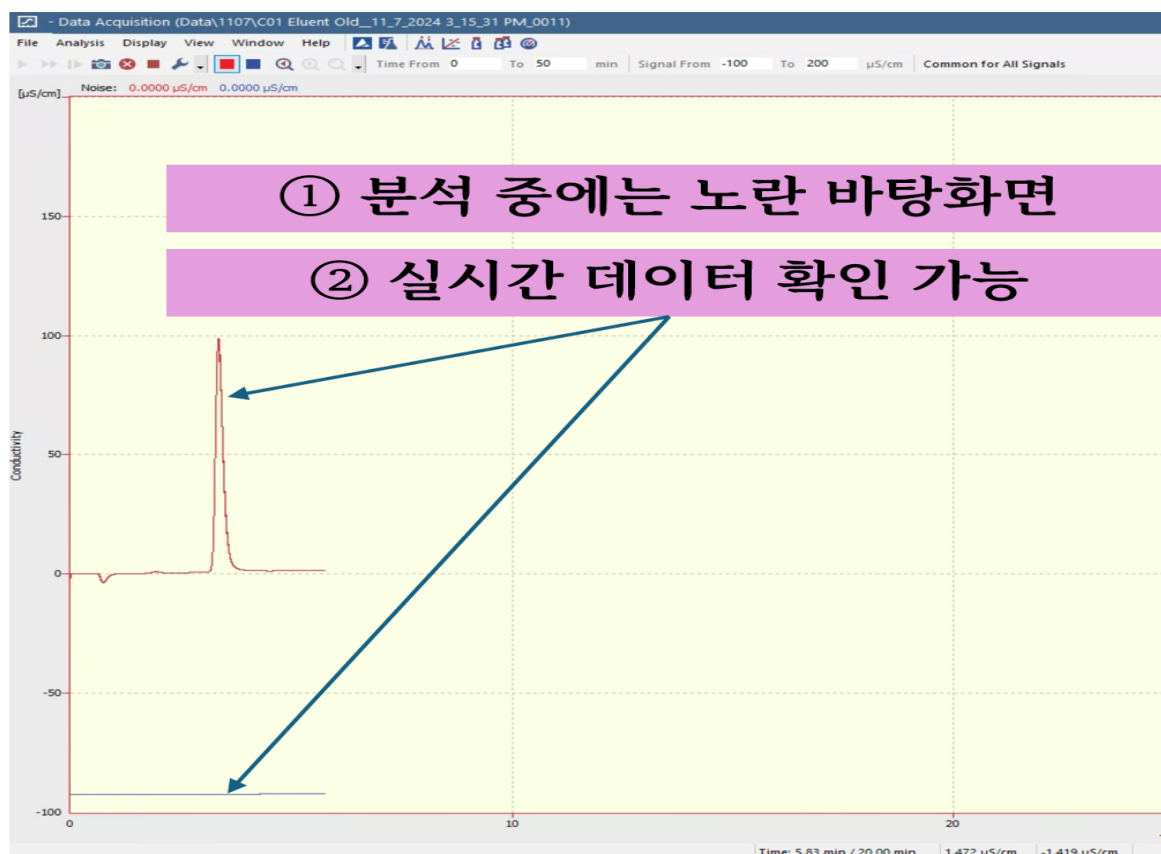 - Data Acquisition (Data\1107\C01 Eluent Old__11_7_2024 3_15_31 PM_0011)
File Analysis Display View Window Help
Time From 0 To 50 min Signal From -100 To 200 µS/cm Common for All Signals
[µS/cm] Noise: 0.0000 µS/cm 0.0000 µS/cm
① 분석 중에는 노란 바탕화면
150
② 실시간 데이터 확인 가능
100
Conductivity
50
0
-50
-100
0 10 20
Time: 5.83 min / 20.00 min 1.472 µS/cm -1.419 µS/cm